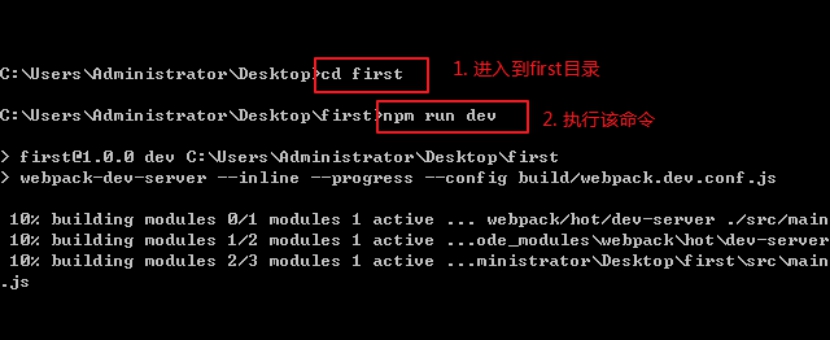 C:\Users\Administrator\Desktop>cd first
1. 进入到first目录
C:\Users\Administrator\Desktop\first>npm run dev
2. 执行该命令
> first@1.0.0 dev C:\Users\Administrator\Desktop\first
> webpack-dev-server --inline --progress --config build/webpack.dev.conf.js
10% building modules 0/1 modules 1 active ... webpack/hot/dev-server ./src/main
10% building modules 1/2 modules 1 active ...ode_modules\webpack\hot\dev-server
10% building modules 2/3 modules 1 active ...ministrator\Desktop\first\src\main
.js